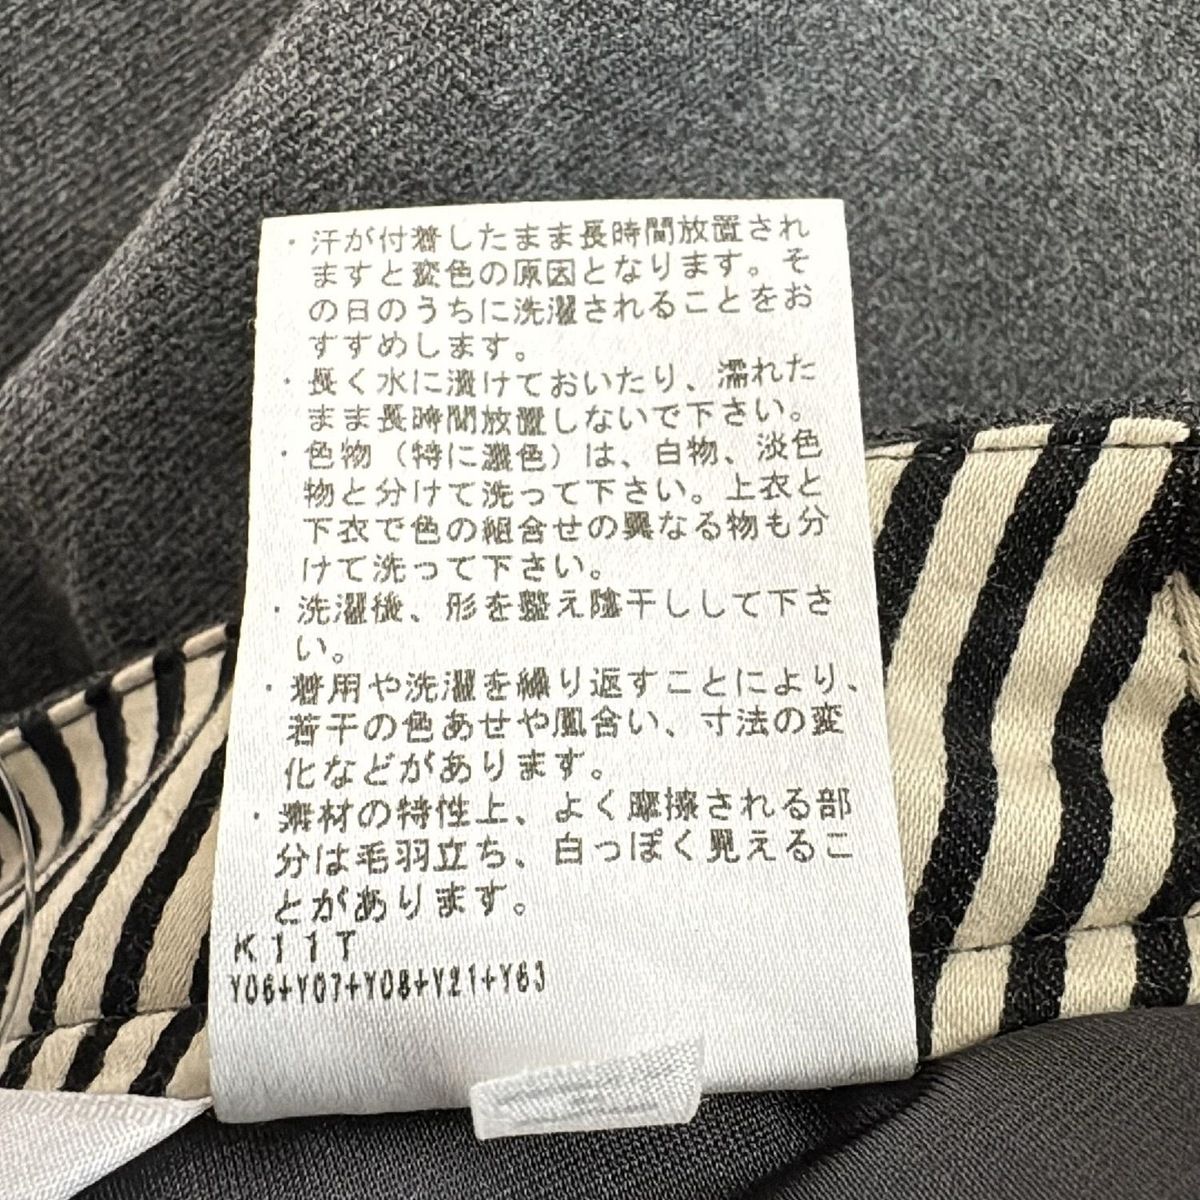 ・汗が付着したまま長時間放置され
ますと変色の原因となります。そ
の日のうちに洗濯されることをお
すすめします。
・長く水に漬けておいたり、濡れた
まま長時間放置しないで下さい。
・色物（特に濃色）は、白物、淡色
物と分けて洗って下さい。上衣と
下衣で色の組合せの異なる物も分
けて洗って下さい。
・洗濯後、形を整え陰干しして下さ
い。
・着用や洗濯を繰り返すことにより、
若干の色あせや風合い、寸法の変
化などがあります。
・素材の特性上、よく摩擦される部
分は毛羽立ち、白っぽく見えるこ
とがあります。
K11T
Y06+Y07+Y08+Y21+Y63